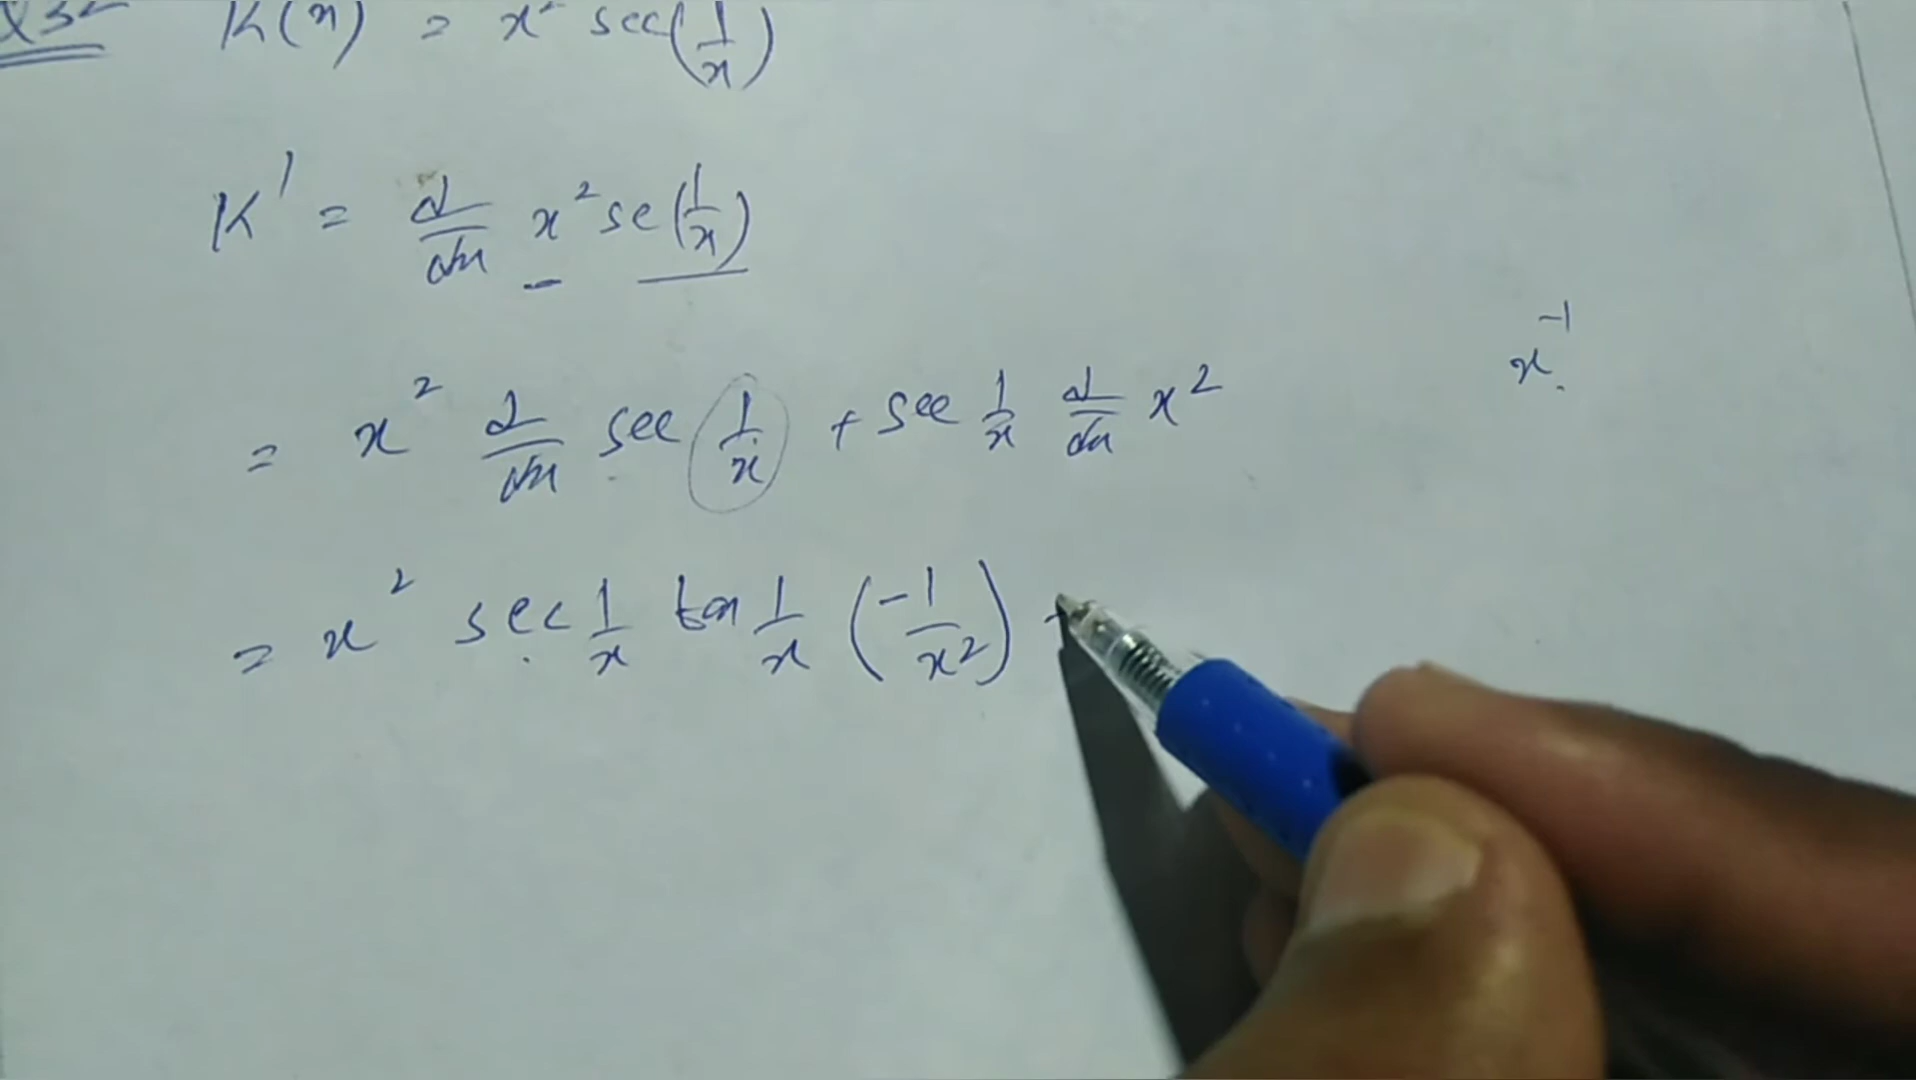 Q32 K(x) = x² sec(1/x)
K' = d/dx x² se(1/x)
x⁻¹
= x² d/dx sec(1/x) + sec 1/x d/dx x²
= x² sec 1/x tan 1/x (-1/x²) +